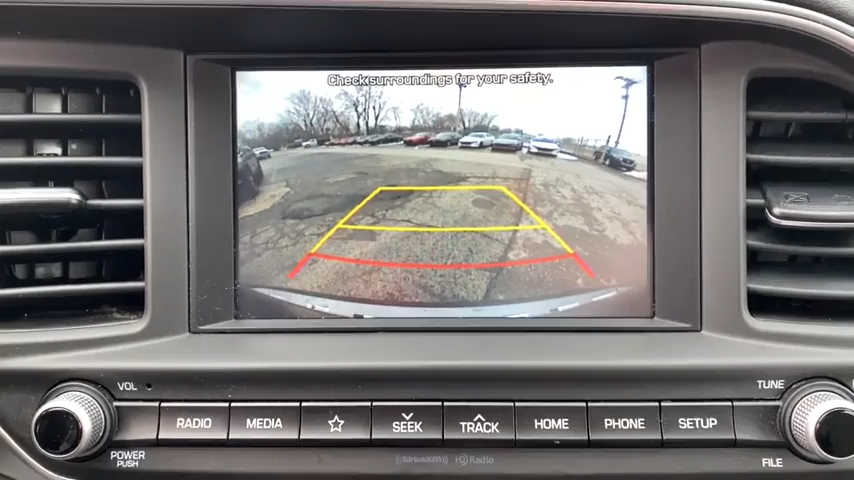 Check surroundings for your safety.
VOL
TUNE
RADIO
MEDIA
SEEK
TRACK
HOME
PHONE
SETUP
POWER
PUSH
SiriusXM
HD Radio
FILE